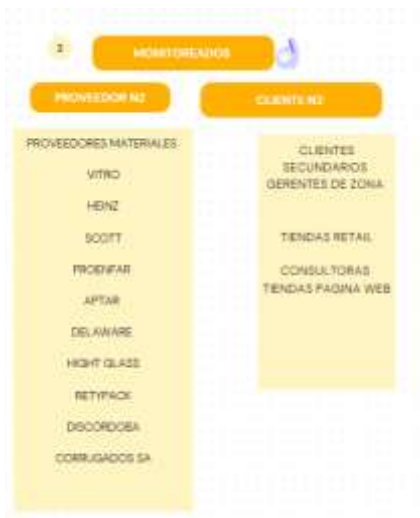 2
MONITOREADOS
PROVEEDOR N2
CLIENTE N2
PROVEEDORES MATERIALES
VITRO
HEINZ
SCOTT
PROENFAR
APTAR
DELAWARE
HIGHT GLASS
RETYPACK
DISCORDOBA
CORRUGADOS SA
CLIENTES
SECUNDARIOS
GERENTES DE ZONA
TIENDAS RETAIL
CONSULTORAS
TIENDAS PAGINA WEB